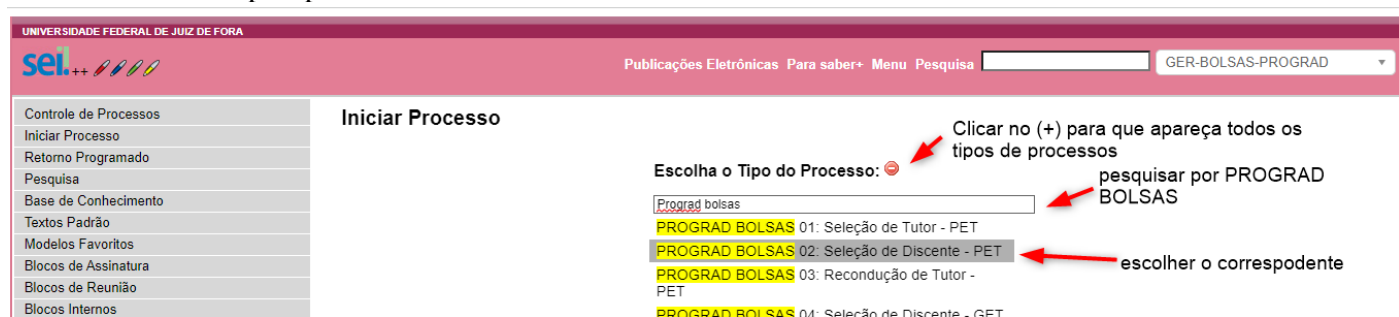 UNIVERSIDADE FEDERAL DE JUIZ DE FORA
sei!++
Publicações Eletrônicas Para saber+ Menu Pesquisa
GER-BOLSAS-PROGRAD
Controle de Processos
Iniciar Processo
Retorno Programado
Pesquisa
Base de Conhecimento
Textos Padrão
Modelos Favoritos
Blocos de Assinatura
Blocos de Reunião
Blocos Internos
Iniciar Processo
Clicar no (+) para que apareça todos os
tipos de processos
Escolha o Tipo do Processo:
pesquisar por PROGRAD
BOLSAS
Prograd bolsas
PROGRAD BOLSAS 01: Seleção de Tutor - PET
PROGRAD BOLSAS 02: Seleção de Discente - PET
escolher o correspodente
PROGRAD BOLSAS 03: Recondução de Tutor -
PET
PROGRAD BOLSAS 04: Seleção de Discente - GET